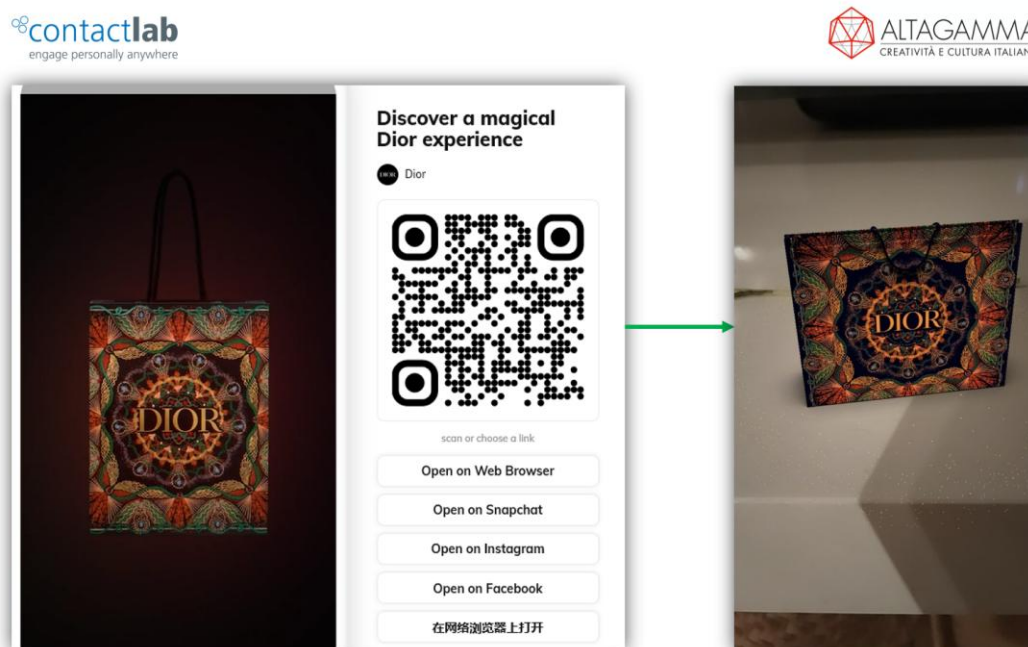 contactlab
engage personally anywhere
ALTAGAMMA
CREATIVITÀ E CULTURA ITALIAN
DIOR
Discover a magical
Dior experience
DIOR
Dior
scan or choose a link
Open on Web Browser
Open on Snapchat
Open on Instagram
Open on Facebook
在网络浏览器上打开
DIOR